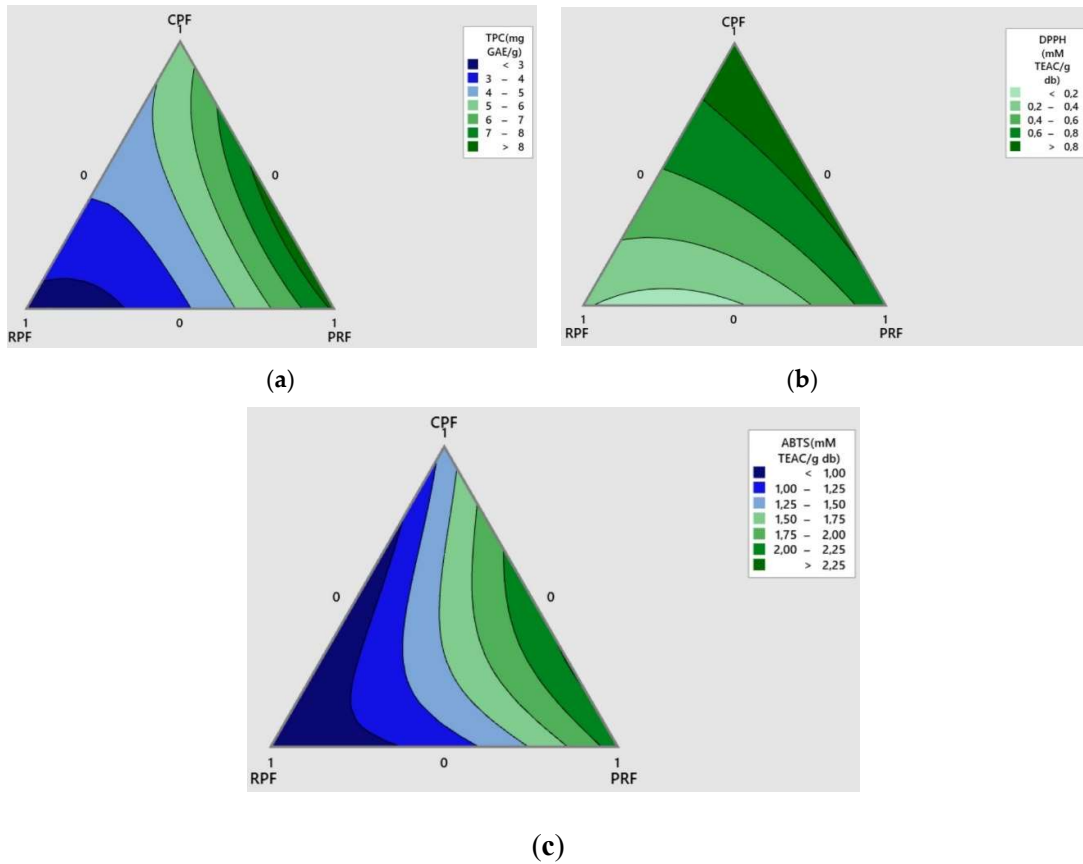 CPF
1
TPC(mg
GAE/g)
< 3
3 – 4
4 – 5
5 – 6
6 – 7
7 – 8
> 8
0
0
1
0
1
RPF
PRF
(a)
CPF
1
DPPH
(mM
TEAC/g
db)
< 0,2
0,2 – 0,4
0,4 – 0,6
0,6 – 0,8
> 0,8
0
0
1
0
1
RPF
PRF
(b)
CPF
1
ABTS(mM
TEAC/g db)
< 1,00
1,00 – 1,25
1,25 – 1,50
1,50 – 1,75
1,75 – 2,00
2,00 – 2,25
> 2,25
0
0
1
0
1
RPF
PRF
(c)